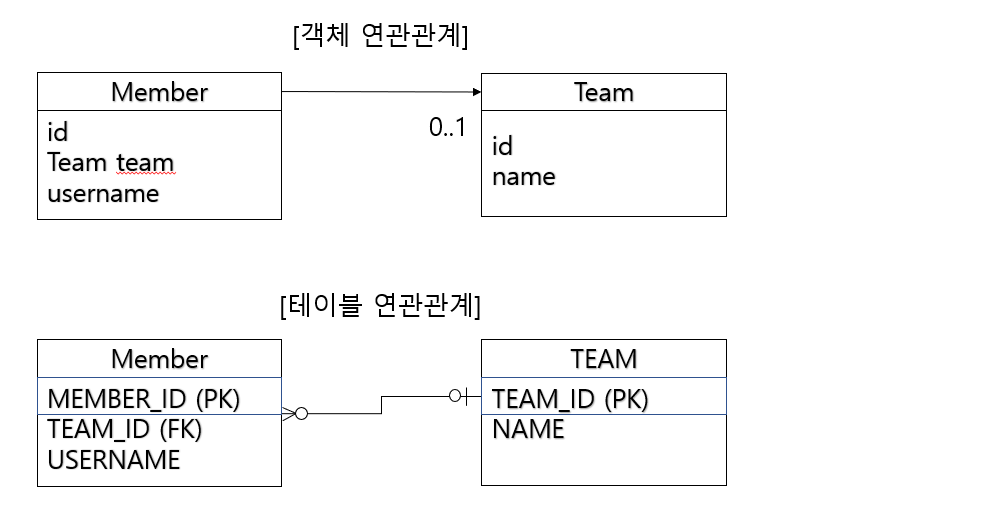 [객체 연관관계]
Member
Team
id
Team team
username
0..1
id
name
[테이블 연관관계]
Member
TEAM
MEMBER_ID (PK)
TEAM_ID (FK)
USERNAME
TEAM_ID (PK)
NAME